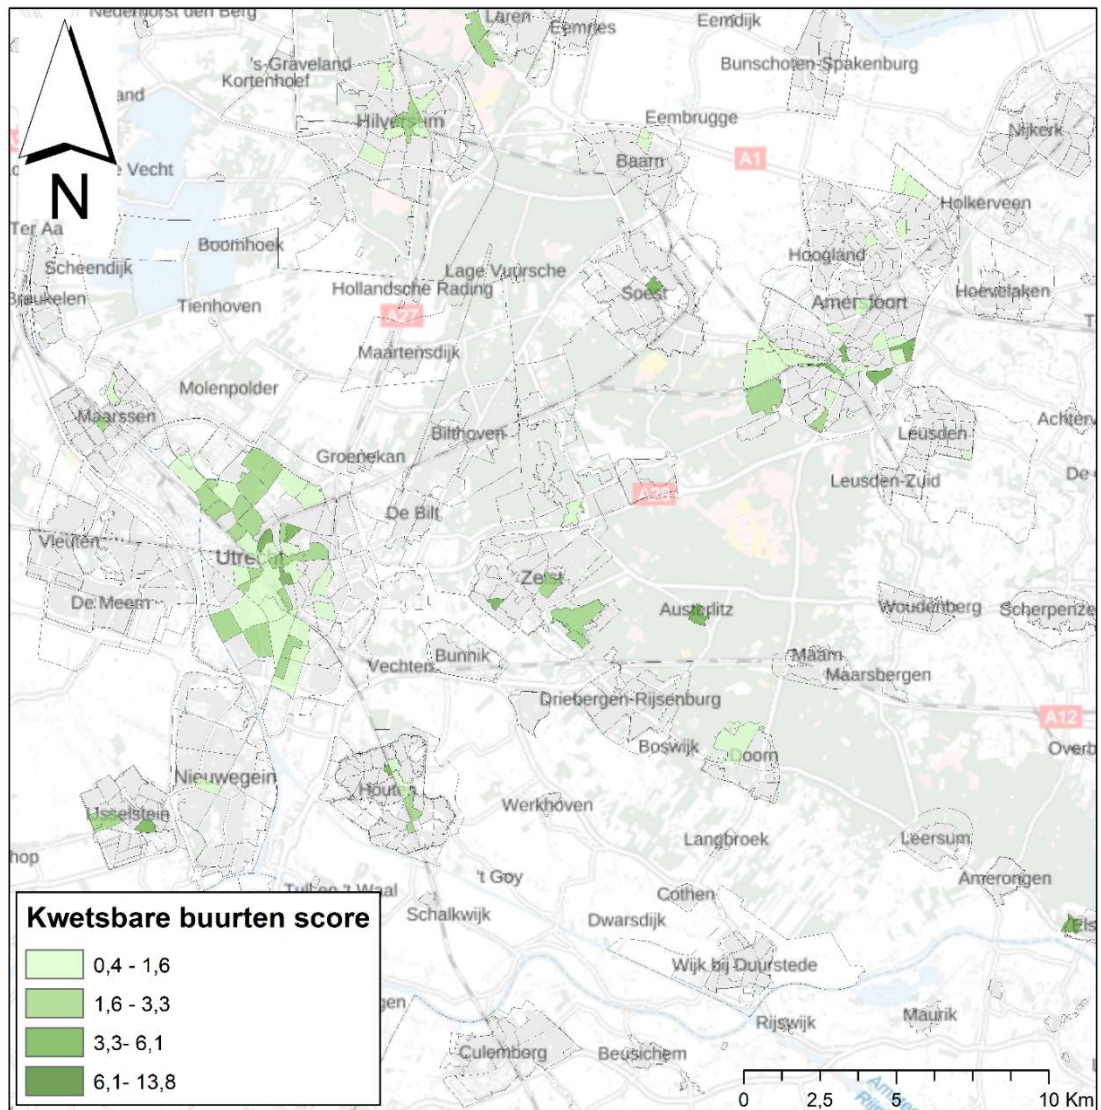 Nederhorst den Berg
Laren
Eemnes
Eemdijk
's-Graveland
Kortenhoef
Bunschoten-Spakenburg
Hilversum
Eembrugge
Nijkerk
Baarn
A1
Vecht
N
Holkerveen
Ter Aa
Boomhoek
Hoogland
Scheendijk
Lage Vuursche
Hollandsche Rading
Soest
Hoevelaken
Breukelen
Tienhoven
A27
Amersfoort
Maartensdijk
Molenpolder
Maarssen
Bilthoven
Leusden
Groenekan
Leusden-Zuid
A28
De Bilt
Vleuten
Utrecht
Zeist
De Meern
Austerlitz
Woudenberg
Scherpenze
Bunnik
Vechten
Maarn
Maarsbergen
Driebergen-Rijsenburg
A12
Boswijk
Doorn
Nieuwegein
Houten
Werkhoven
IJsselstein
Langbroek
Leersum
't Goy
Amerongen
Tull en 't Waal
Cothen
Schalkwijk
Dwarsdijk
Kwetsbare buurten score
0,4 - 1,6
1,6 - 3,3
3,3- 6,1
6,1- 13,8
Wijk bij Duurstede
Rijswijk
Maurik
Culemborg
Beusichem
0 2,5 5 10 Km